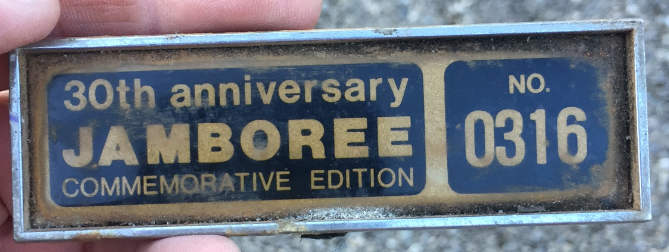 30th anniversary
JAMBOREE
COMMEMORATIVE EDITION
NO.
0316